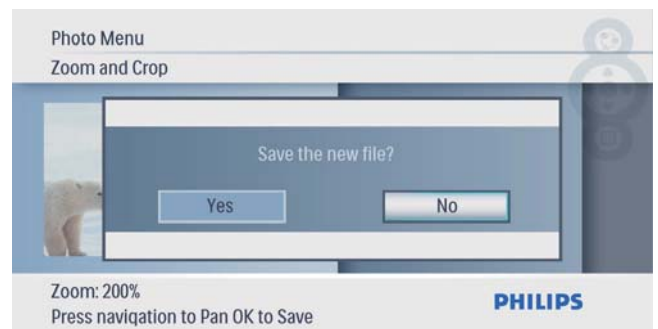 Photo Menu
Zoom and Crop
Save the new file?
Yes No
Zoom: 200%
Press navigation to Pan OK to Save
PHILIPS